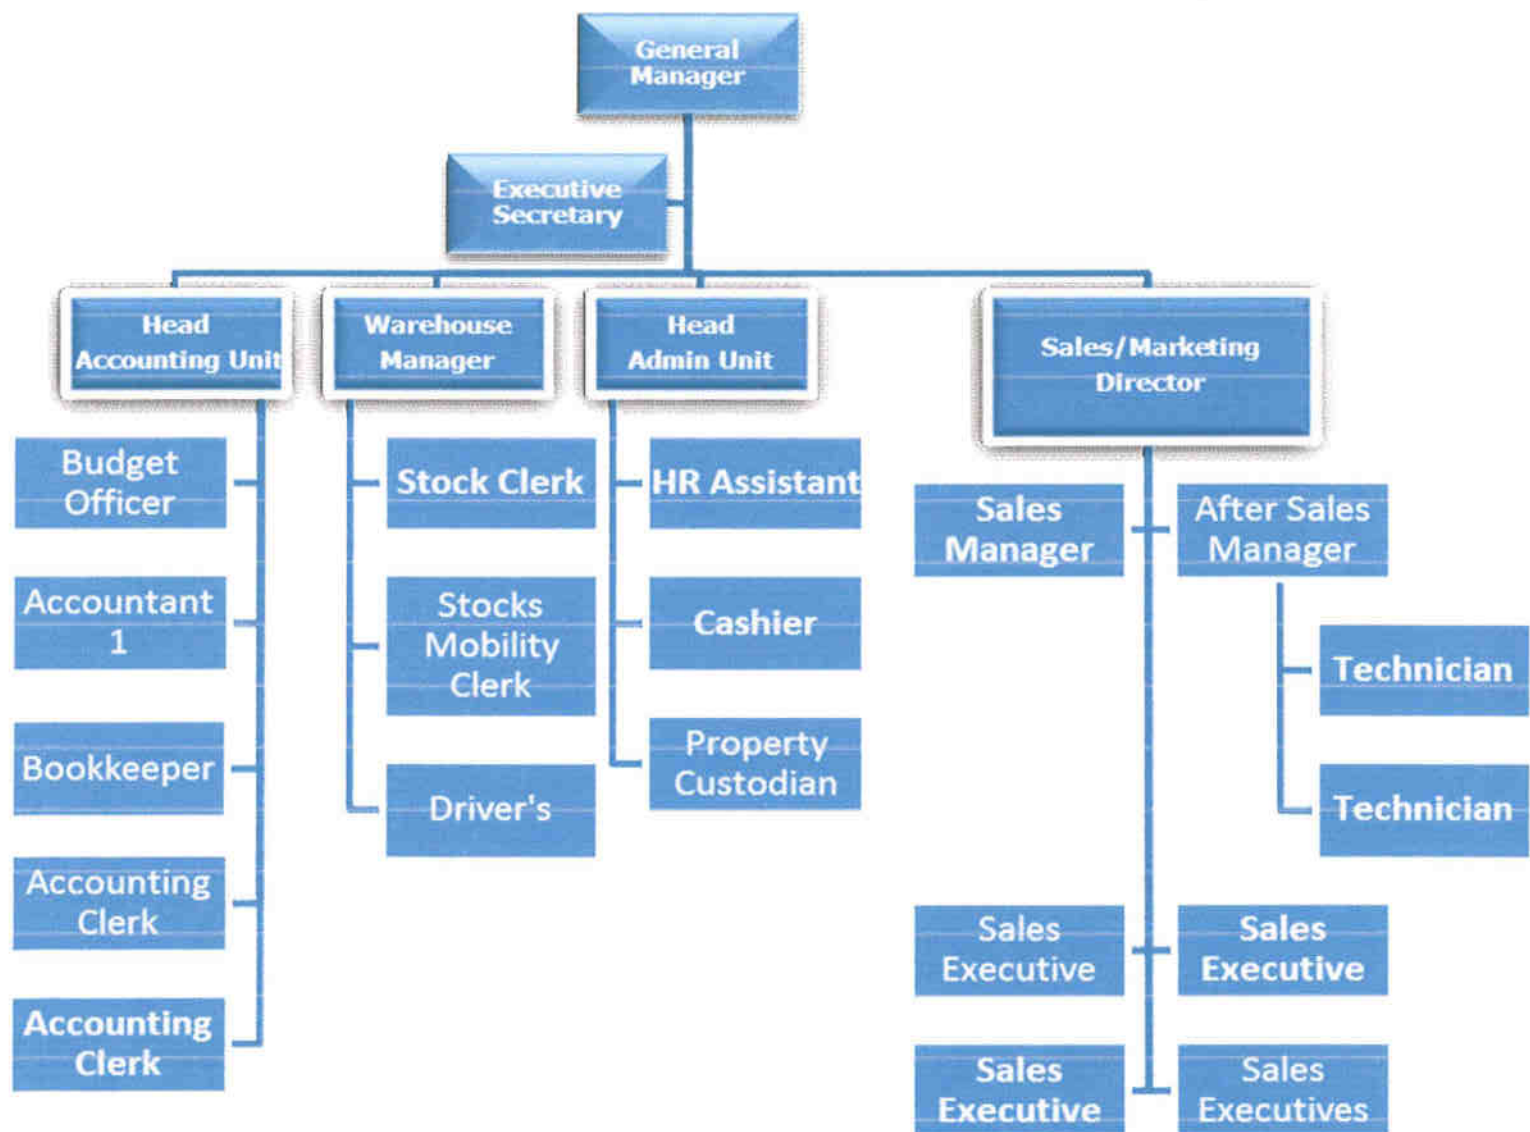 General
Manager
Executive
Secretary
Head
Accounting Unit
Warehouse
Manager
Head
Admin Unit
Sales/Marketing
Director
Budget
Officer
Accountant
1
Bookkeeper
Accounting
Clerk
Accounting
Clerk
Stock Clerk
Stocks
Mobility
Clerk
Driver's
HR Assistant
Cashier
Property
Custodian
Sales
Manager
After Sales
Manager
Technician
Technician
Sales
Executive
Sales
Executive
Sales
Executive
Sales
Executives